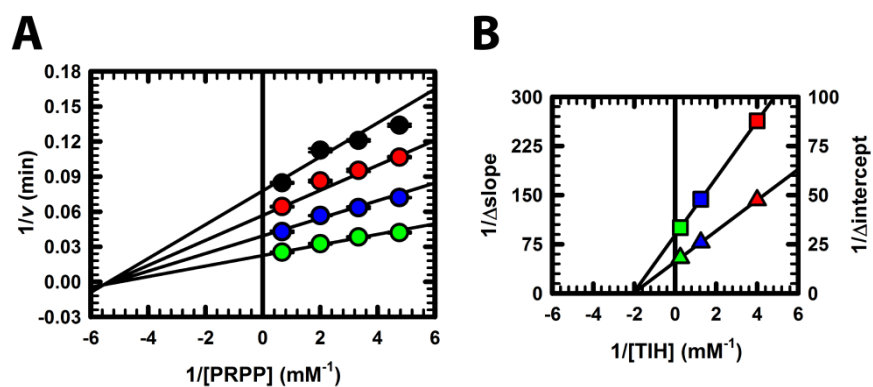 A
1/v (min)
0.18
0.15
0.12
0.09
0.06
0.03
0.00
-0.03
-6 -4 -2 0 2 4 6
1/[PRPP] (mM-1)
B
1/Δslope
300
225
150
75
0
100
75
50
25
0
1/Δintercept
-6 -4 -2 0 2 4 6
1/[TIH] (mM-1)